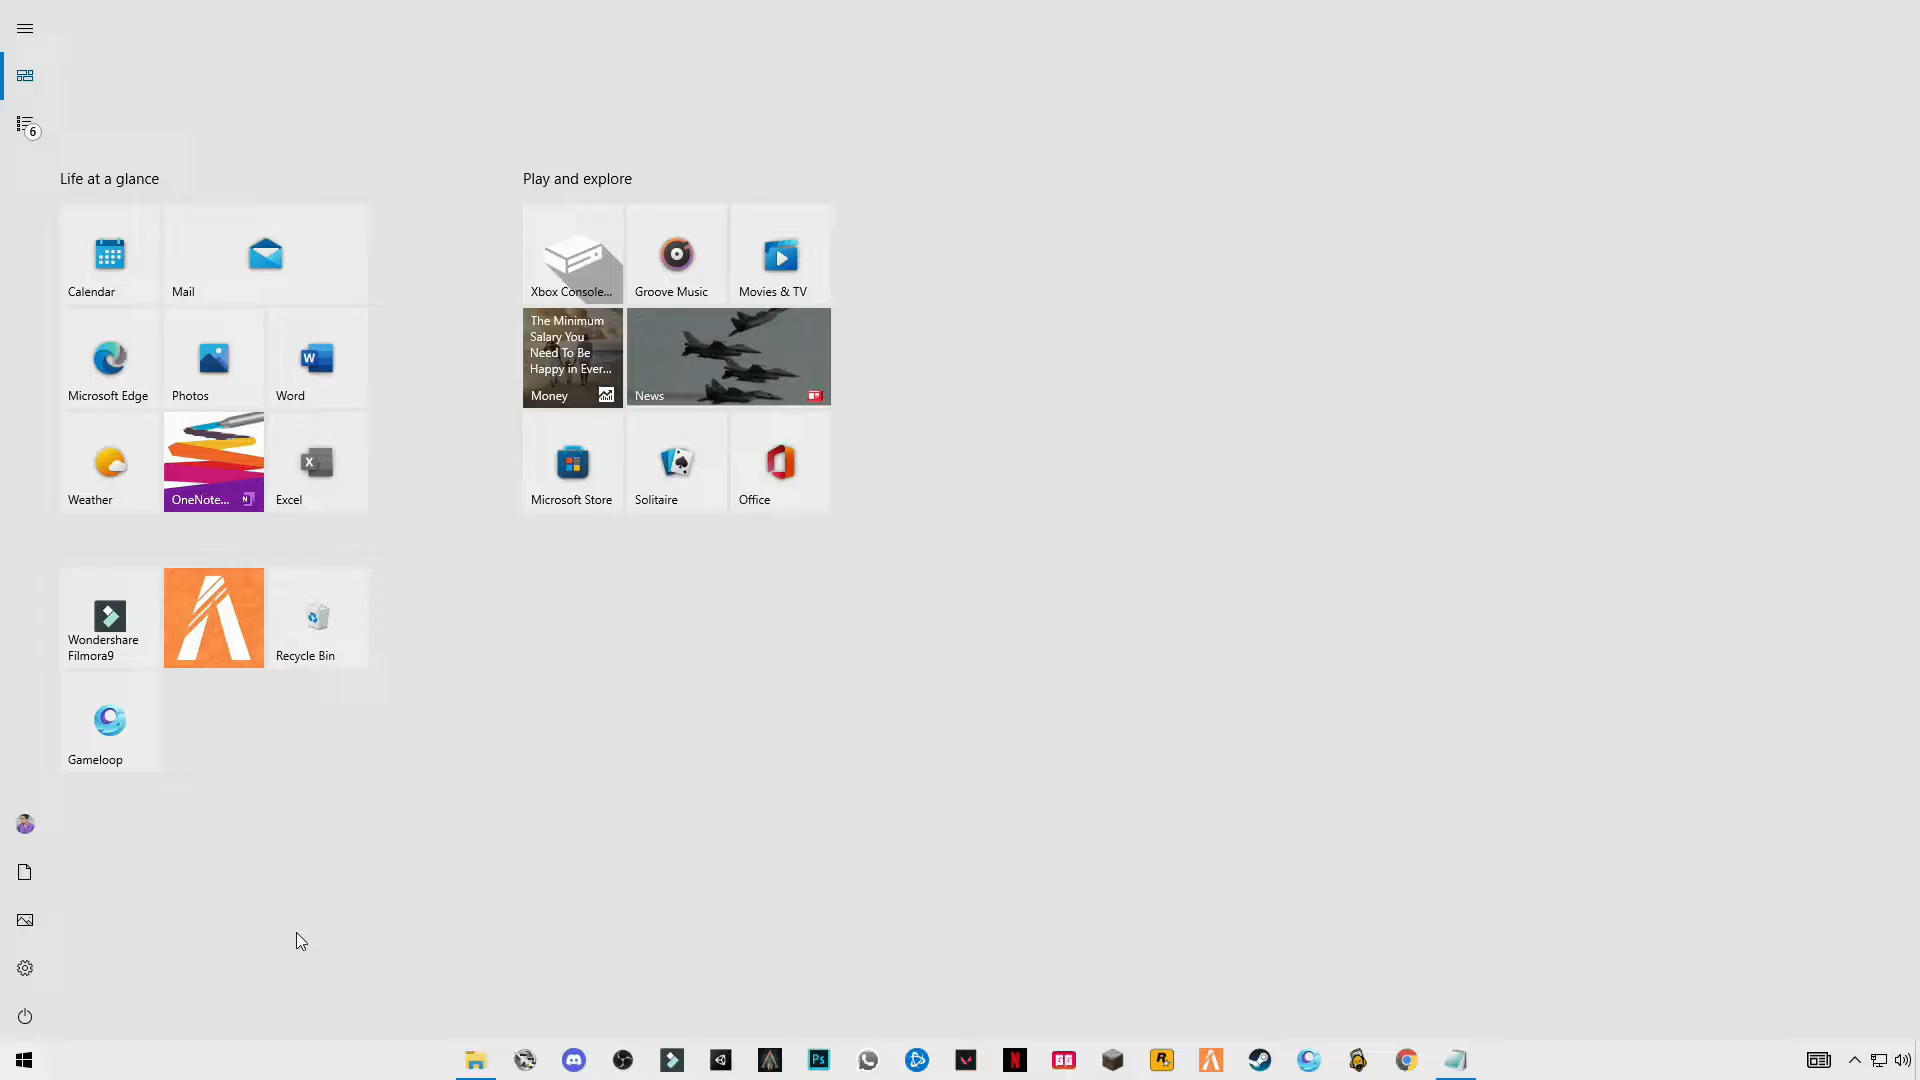 6
Life at a glance
Play and explore
Calendar
Mail
Xbox Console...
Groove Music
Movies & TV
The Minimum
Salary You
Need To Be
Happy in Ever...
Microsoft Edge
Photos
Word
Money
News
Weather
OneNote...
N
Excel
Microsoft Store
Solitaire
Office
Wondershare
Filmora9
Recycle Bin
Gameloop